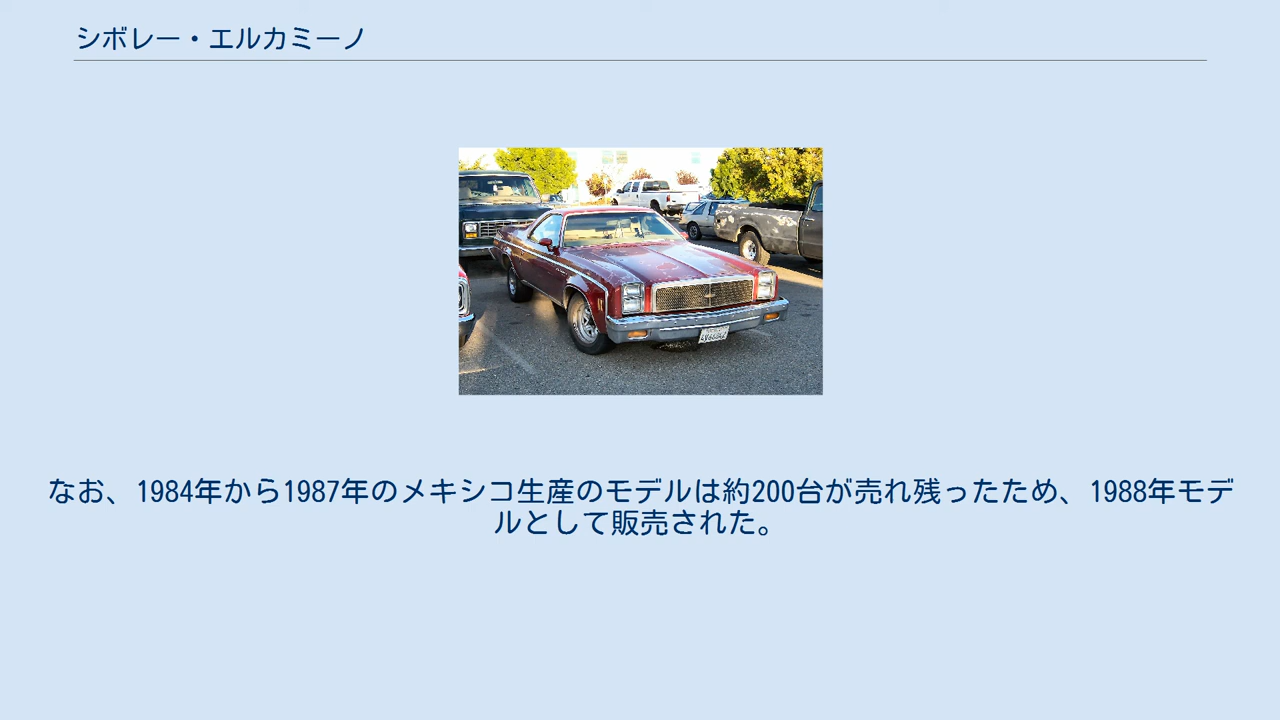 シボレー・エルカミーノ
なお、1984年から1987年のメキシコ生産のモデルは約200台が売れ残ったため、1988年モデ
ルとして販売された。